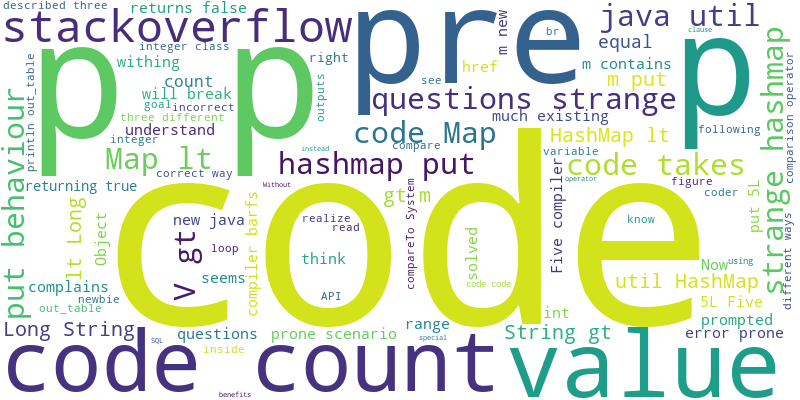 described three
returns false
stackoverflow
integer class
withing
count
right
will break
goal
incorrect
three different
understand
integer
correct way
returning true
println out_table
put behaviour
Map lt
p
p
pre
p
outputs
href
see
m new
br
java util
equal
m contains
m put
clause
questions strange
code Map
much existing
HashMap lt
compare
variable
following
instead
hashmap put
code takes
operator
figure
coder
strange hashmap
comparison operator
different ways
put 5L
Without
code
gt m
compareTo System
Five compiler
lt Long
Object
new java
V gt
loop
realize
read
think
API
seems
compiler barfs
solved
code code
know
Now
using
util HashMap
5L Five
complains
newbie
out_table
int
prompted
Long String
SQL
questions
prone scenario
range
String gt
error prone
special
inside
code count
value
benefits